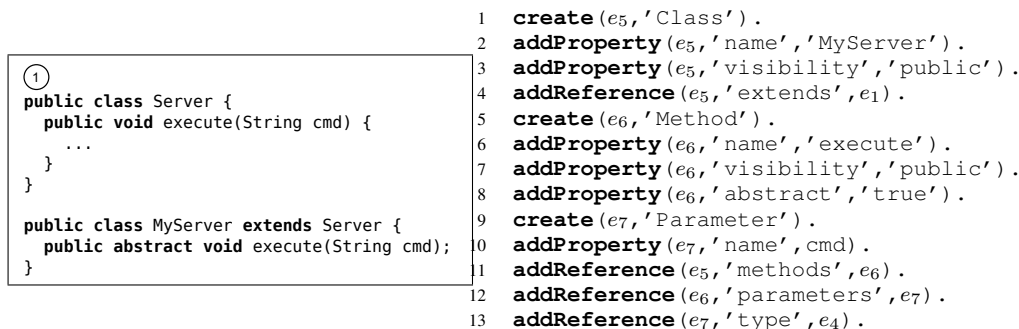 ①
public class Server {
public void execute(String cmd) {
...
}
}
public class MyServer extends Server {
public abstract void execute(String cmd);
}
1 create(e5,'Class').
2 addProperty(e5,'name','MyServer').
3 addProperty(e5,'visibility','public').
4 addReference(e5,'extends',e1).
5 create(e6,'Method').
6 addProperty(e6,'name','execute').
7 addProperty(e6,'visibility','public').
8 addProperty(e6,'abstract','true').
9 create(e7,'Parameter').
10 addProperty(e7,'name',cmd).
11 addReference(e5,'methods',e6).
12 addReference(e6,'parameters',e7).
13 addReference(e7,'type',e4).